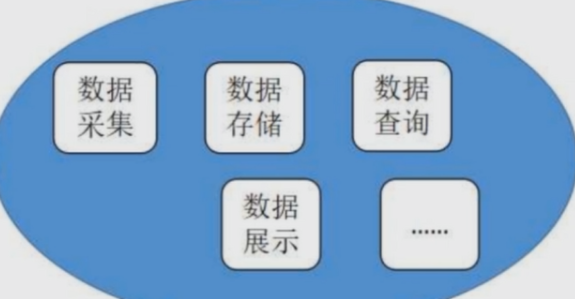 数据
采集
数据
存储
数据
查询
数据
展示
......